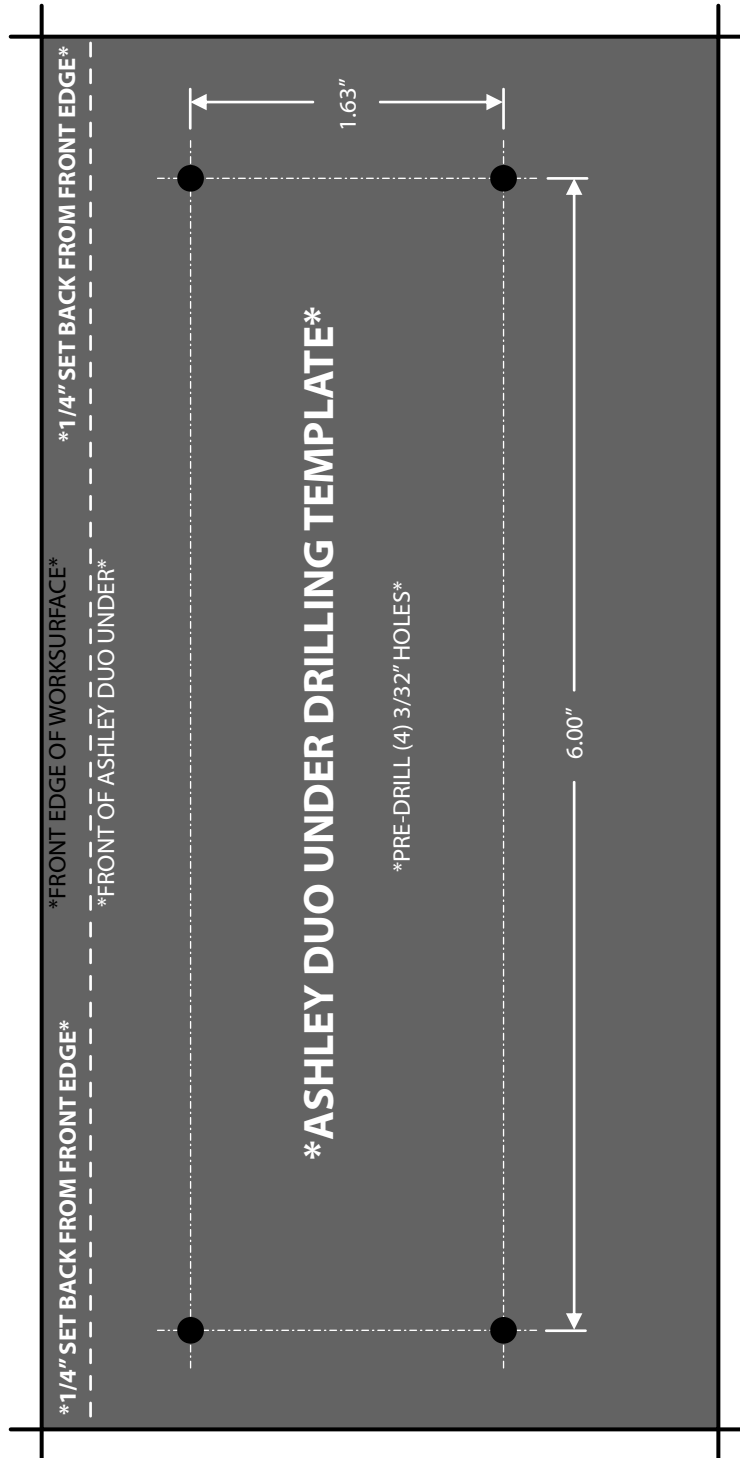 *1/4” SET BACK FROM FRONT EDGE*
*FRONT EDGE OF WORKSURFACE*
*1/4” SET BACK FROM FRONT EDGE*
*FRONT OF ASHLEY DUO UNDER*
*ASHLEY DUO UNDER DRILLING TEMPLATE*
1.63”
*PRE-DRILL (4) 3/32” HOLES*
6.00”